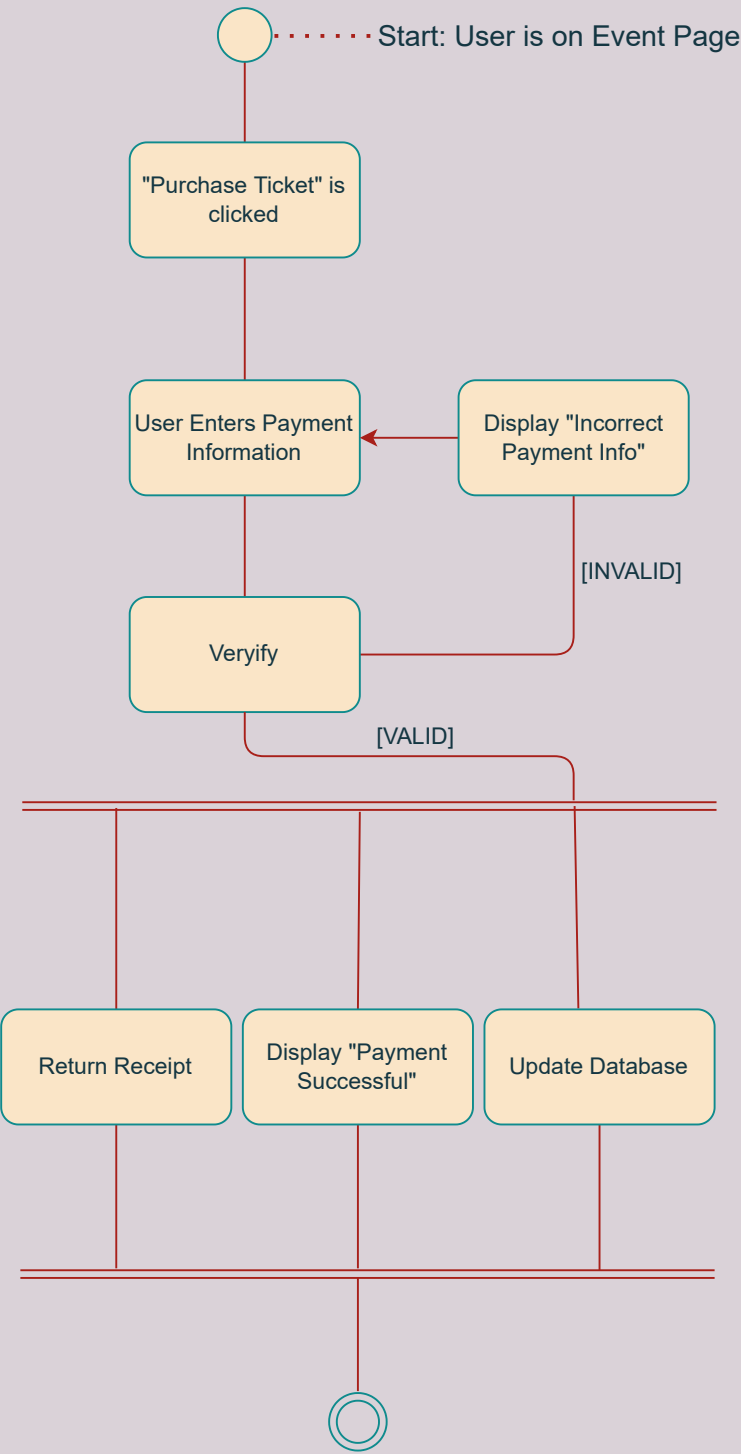 Start: User is on Event Page
"Purchase Ticket" is
clicked
User Enters Payment
Information
Display "Incorrect
Payment Info"
[INVALID]
Veryify
[VALID]
Return Receipt
Display "Payment
Successful"
Update Database